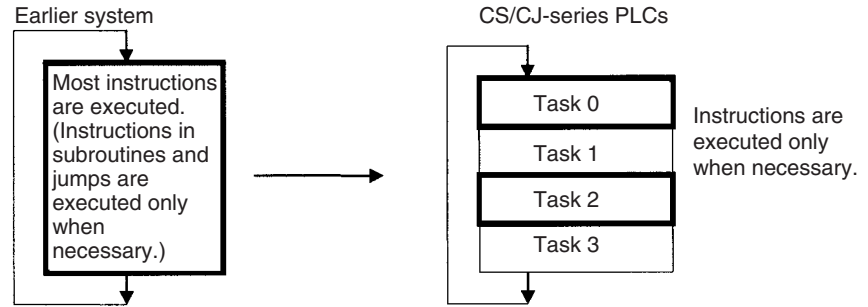 Earlier system
Most instructions
are executed.
(Instructions in
subroutines and
jumps are
executed only
when
necessary.)
CS/CJ-series PLCs
Task 0
Task 1
Task 2
Task 3
Instructions are
executed only
when necessary.